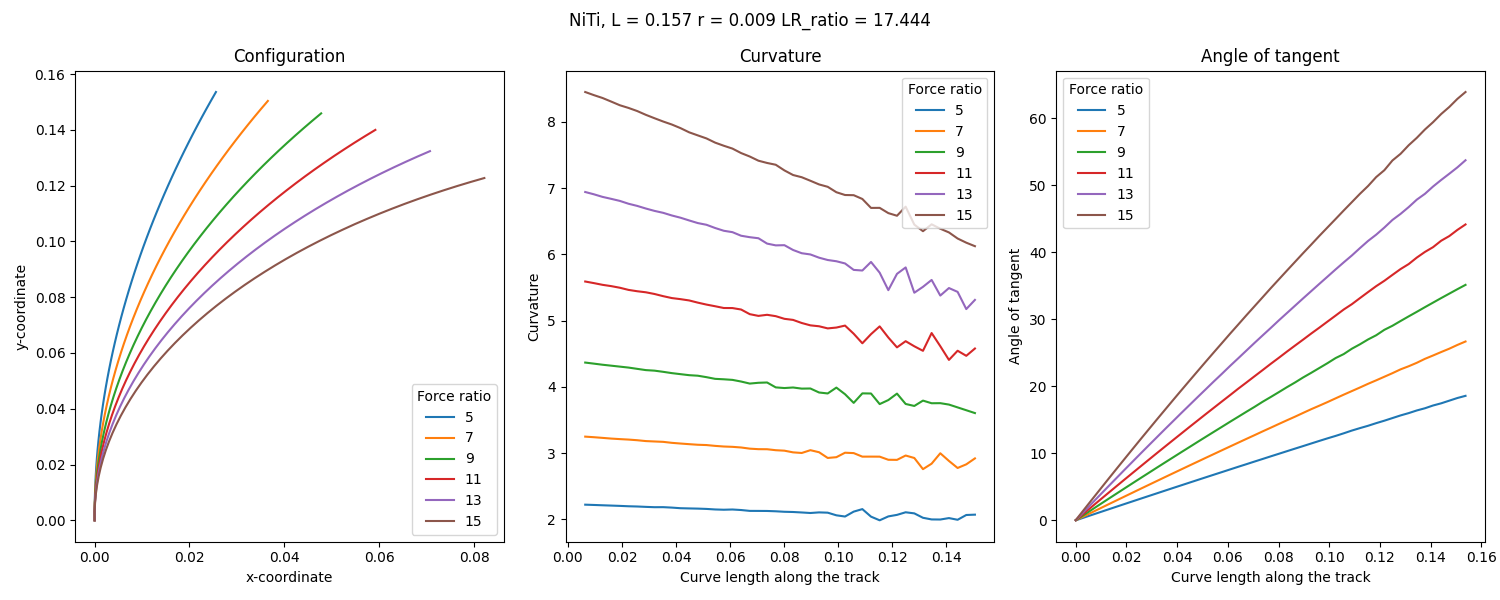 NiTi, L = 0.157 r = 0.009 LR_ratio = 17.444
Configuration
y-coordinate
0.16
0.14
0.12
0.10
0.08
0.06
0.04
0.02
0.00
Force ratio
5
7
9
11
13
15
0.00 0.02 0.04 0.06 0.08
x-coordinate
Curvature
Curvature
8
7
6
5
4
3
2
Force ratio
5
7
9
11
13
15
0.00 0.02 0.04 0.06 0.08 0.10 0.12 0.14
Curve length along the track
Angle of tangent
Angle of tangent
60
50
40
30
20
10
0
Force ratio
5
7
9
11
13
15
0.00 0.02 0.04 0.06 0.08 0.10 0.12 0.14 0.16
Curve length along the track